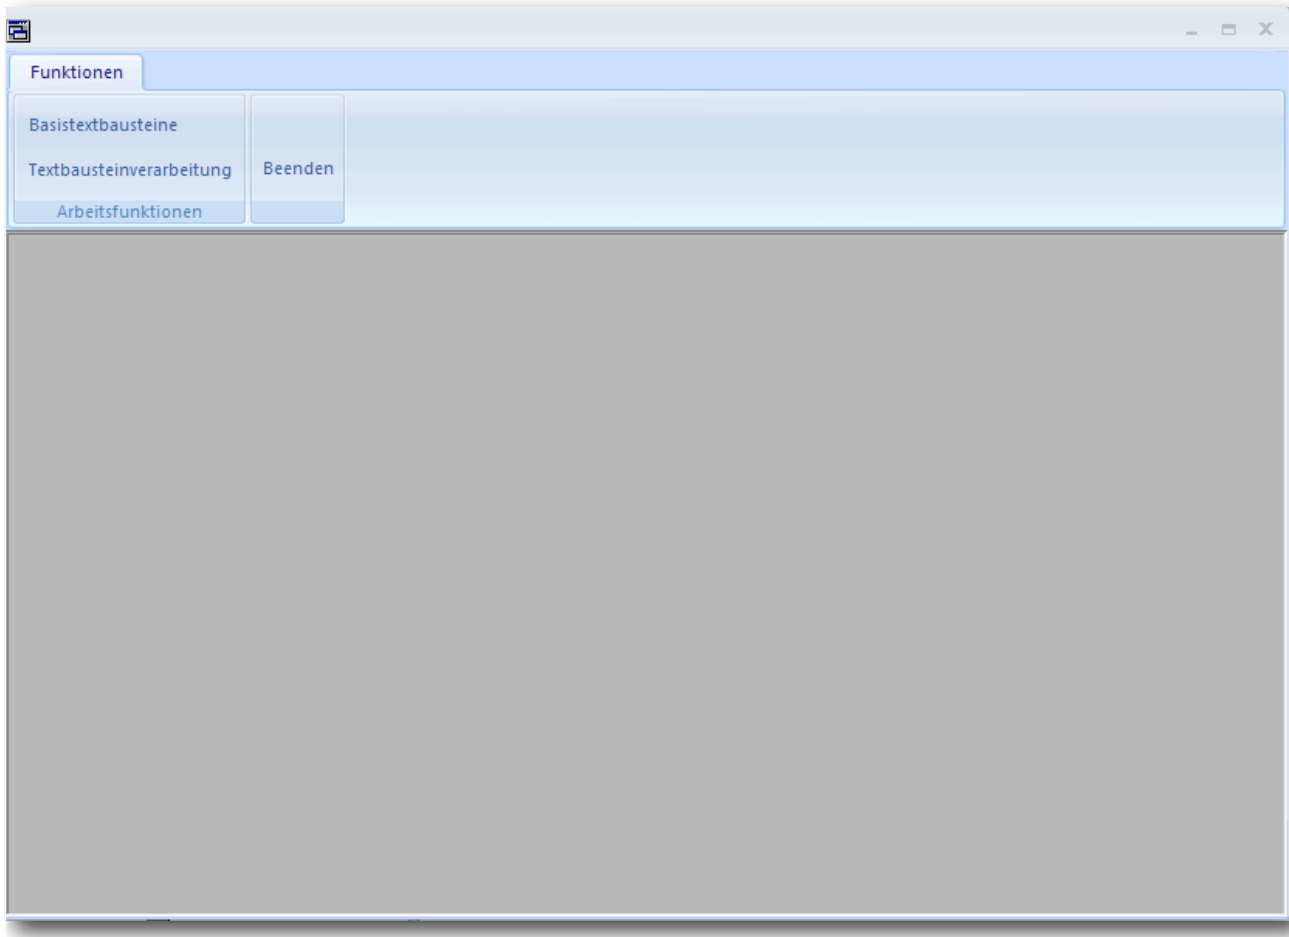 Funktionen
Basistextbausteine
Textbausteinverarbeitung
Beenden
Arbeitsfunktionen